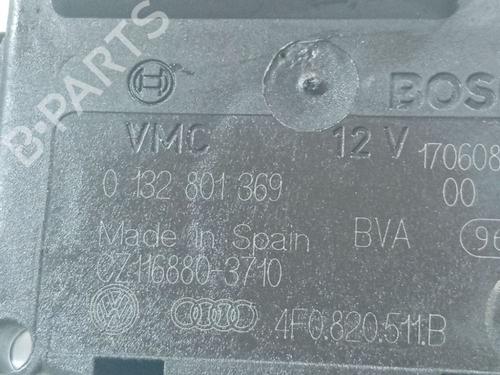 B-PARTS
BOS
VMC 12 V 170608
0 132 801 369 00
Made in Spain BVA 96
CZ116880-3710
4F0.820.511.B